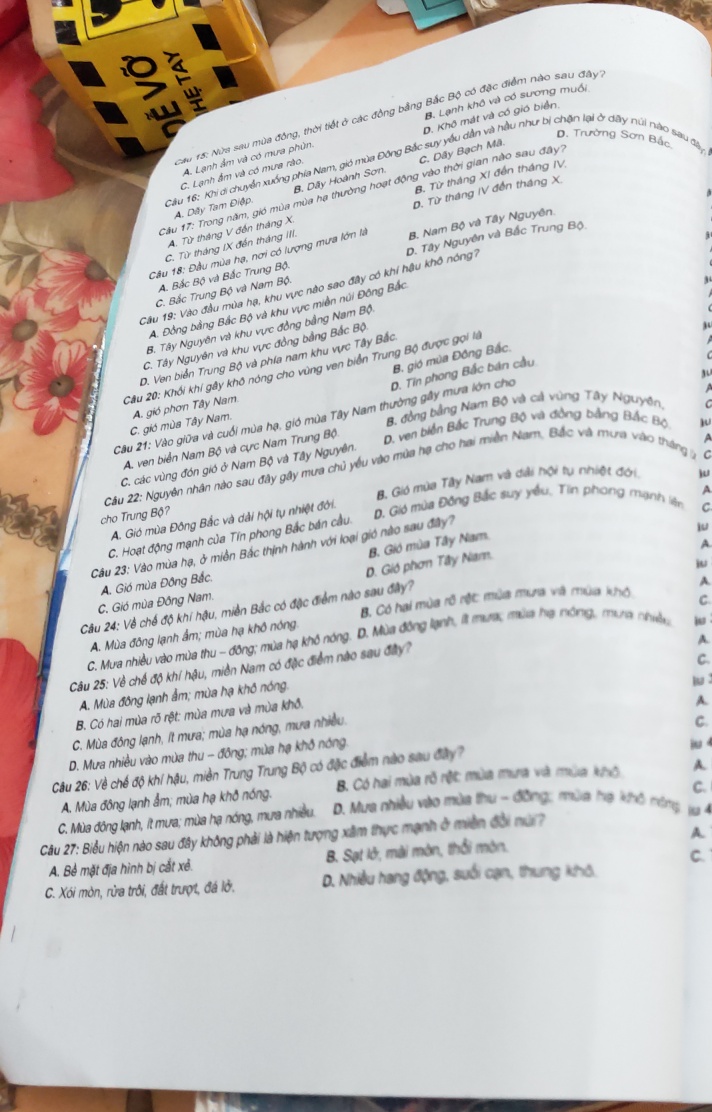 DỄ VỠ
HẸ TAY
Câu 15: Nửa sau mùa đông, thời tiết ở các đồng bằng Bắc Bộ có đặc điểm nào sau đây?
A. Lạnh ẩm và có mưa phùn. B. Lạnh khô và có sương muối.
C. Lạnh ẩm và có mưa rào. D. Khô mát và có gió biển.
Câu 16: Khi di chuyển xuống phía Nam, gió mùa Đông Bắc suy yếu dần và hầu như bị chặn lại ở dãy núi nào sau đây?
A. Dãy Tam Điệp. B. Dãy Hoành Sơn. C. Dãy Bạch Mã. D. Trường Sơn Bắc.
Câu 17: Trong năm, gió mùa mùa hạ thường hoạt động vào thời gian nào sau đây?
A. Từ tháng V đến tháng X. B. Từ tháng XI đến tháng IV.
C. Từ tháng IX đến tháng III. D. Từ tháng IV đến tháng X.
Câu 18: Đầu mùa hạ, nơi có lượng mưa lớn là
A. Bắc Bộ và Bắc Trung Bộ. B. Nam Bộ và Tây Nguyên.
C. Bắc Trung Bộ và Nam Bộ. D. Tây Nguyên và Bắc Trung Bộ.
Câu 19: Vào đầu mùa hạ, khu vực nào sao đây có khí hậu khô nóng?
A. Đồng bằng Bắc Bộ và khu vực miền núi Đông Bắc.
B. Tây Nguyên và khu vực đồng bằng Nam Bộ.
C. Tây Nguyên và khu vực đồng bằng Bắc Bộ.
D. Ven biển Trung Bộ và phía nam khu vực Tây Bắc.
Câu 20: Khối khí gây khô nóng cho vùng ven biển Trung Bộ được gọi là
A. gió phơn Tây Nam. B. gió mùa Đông Bắc.
C. gió mùa Tây Nam. D. Tín phong Bắc bán cầu.
Câu 21: Vào giữa và cuối mùa hạ, gió mùa Tây Nam thường gây mưa lớn cho
A. ven biển Nam Bộ và cực Nam Trung Bộ. B. đồng bằng Nam Bộ và cả vùng Tây Nguyên.
C. các vùng đón gió ở Nam Bộ và Tây Nguyên. D. ven biển Bắc Trung Bộ và đồng bằng Bắc Bộ.
Câu 22: Nguyên nhân nào sau đây gây mưa chủ yếu vào mùa hạ cho hai miền Nam, Bắc và mưa vào tháng
cho Trung Bộ?
A. Gió mùa Đông Bắc và dải hội tụ nhiệt đới. B. Gió mùa Tây Nam và dải hội tụ nhiệt đới.
C. Hoạt động mạnh của Tín phong Bắc bán cầu. D. Gió mùa Đông Bắc suy yếu, Tín phong mạnh lên.
Câu 23: Vào mùa hạ, ở miền Bắc thịnh hành với loại gió nào sau đây?
A. Gió mùa Đông Bắc. B. Gió mùa Tây Nam.
C. Gió mùa Đông Nam. D. Gió phơn Tây Nam.
Câu 24: Về chế độ khí hậu, miền Bắc có đặc điểm nào sau đây?
A. Mùa đông lạnh ẩm; mùa hạ khô nóng. B. Có hai mùa rõ rệt: mùa mưa và mùa khô.
C. Mưa nhiều vào mùa thu – đông; mùa hạ khô nóng. D. Mùa đông lạnh, ít mưa; mùa hạ nóng, mưa nhiều.
Câu 25: Về chế độ khí hậu, miền Nam có đặc điểm nào sau đây?
A. Mùa đông lạnh ẩm; mùa hạ khô nóng.
B. Có hai mùa rõ rệt: mùa mưa và mùa khô.
C. Mùa đông lạnh, ít mưa; mùa hạ nóng, mưa nhiều.
D. Mưa nhiều vào mùa thu – đông; mùa hạ khô nóng.
Câu 26: Về chế độ khí hậu, miền Trung Trung Bộ có đặc điểm nào sau đây?
A. Mùa đông lạnh ẩm; mùa hạ khô nóng. B. Có hai mùa rõ rệt: mùa mưa và mùa khô.
C. Mùa đông lạnh, ít mưa; mùa hạ nóng, mưa nhiều. D. Mưa nhiều vào mùa thu – đông; mùa hạ khô nóng.
Câu 27: Biểu hiện nào sau đây không phải là hiện tượng xâm thực mạnh ở miền đồi núi?
A. Bề mặt địa hình bị cắt xẻ. B. Sạt lở, mài mòn, thổi mòn.
C. Xói mòn, rửa trôi, đất trượt, đá lở. D. Nhiều hang động, suối cạn, thung khô.